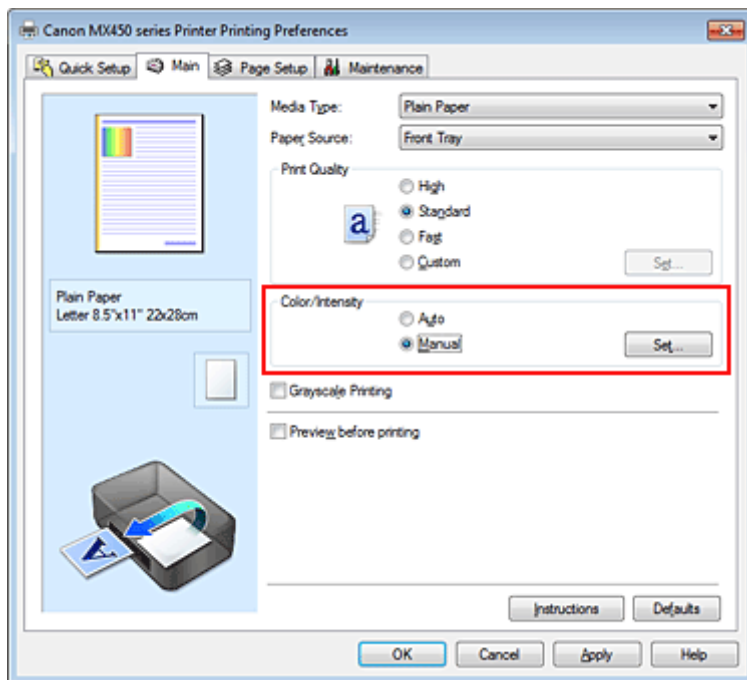 Canon MX450 series Printer Printing Preferences
Quick Setup Main Page Setup Maintenance
Media Type: Plain Paper
Paper Source: Front Tray
Print Quality
High
a Standard
Fast
Custom Set...
Plain Paper
Letter 8.5"x11" 22x28cm
Color/Intensity
Auto
Manual Set...
Grayscale Printing
Preview before printing
A
Instructions Defaults
OK Cancel Apply Help